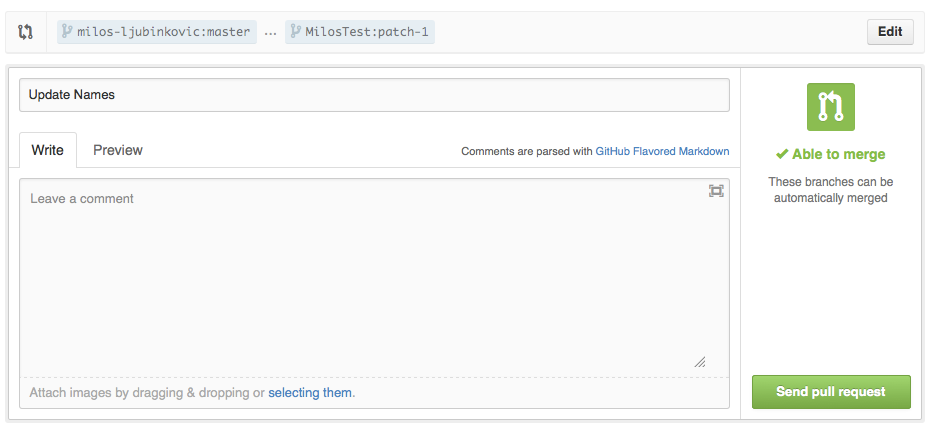 milos-ljubinkovic:master ... MilosTest:patch-1 Edit
Update Names
Write Preview Comments are parsed with GitHub Flavored Markdown
Leave a comment
Attach images by dragging & dropping or selecting them.
Able to merge
These branches can be
automatically merged
Send pull request